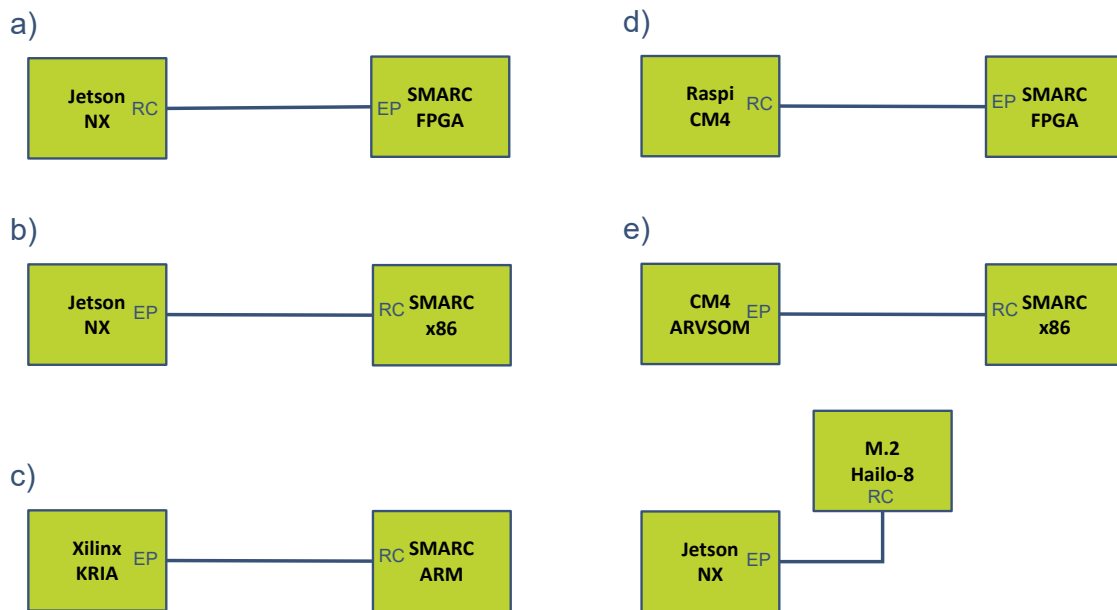 a)
Jetson
NX
RC
EP
SMARC
FPGA
b)
Jetson
NX
EP
RC
SMARC
x86
c)
Xilinx
KRIA
EP
RC
SMARC
ARM
d)
Raspi
CM4
RC
EP
SMARC
FPGA
e)
CM4
ARVSOM
EP
RC
SMARC
x86
M.2
Hailo-8
RC
Jetson
NX
EP